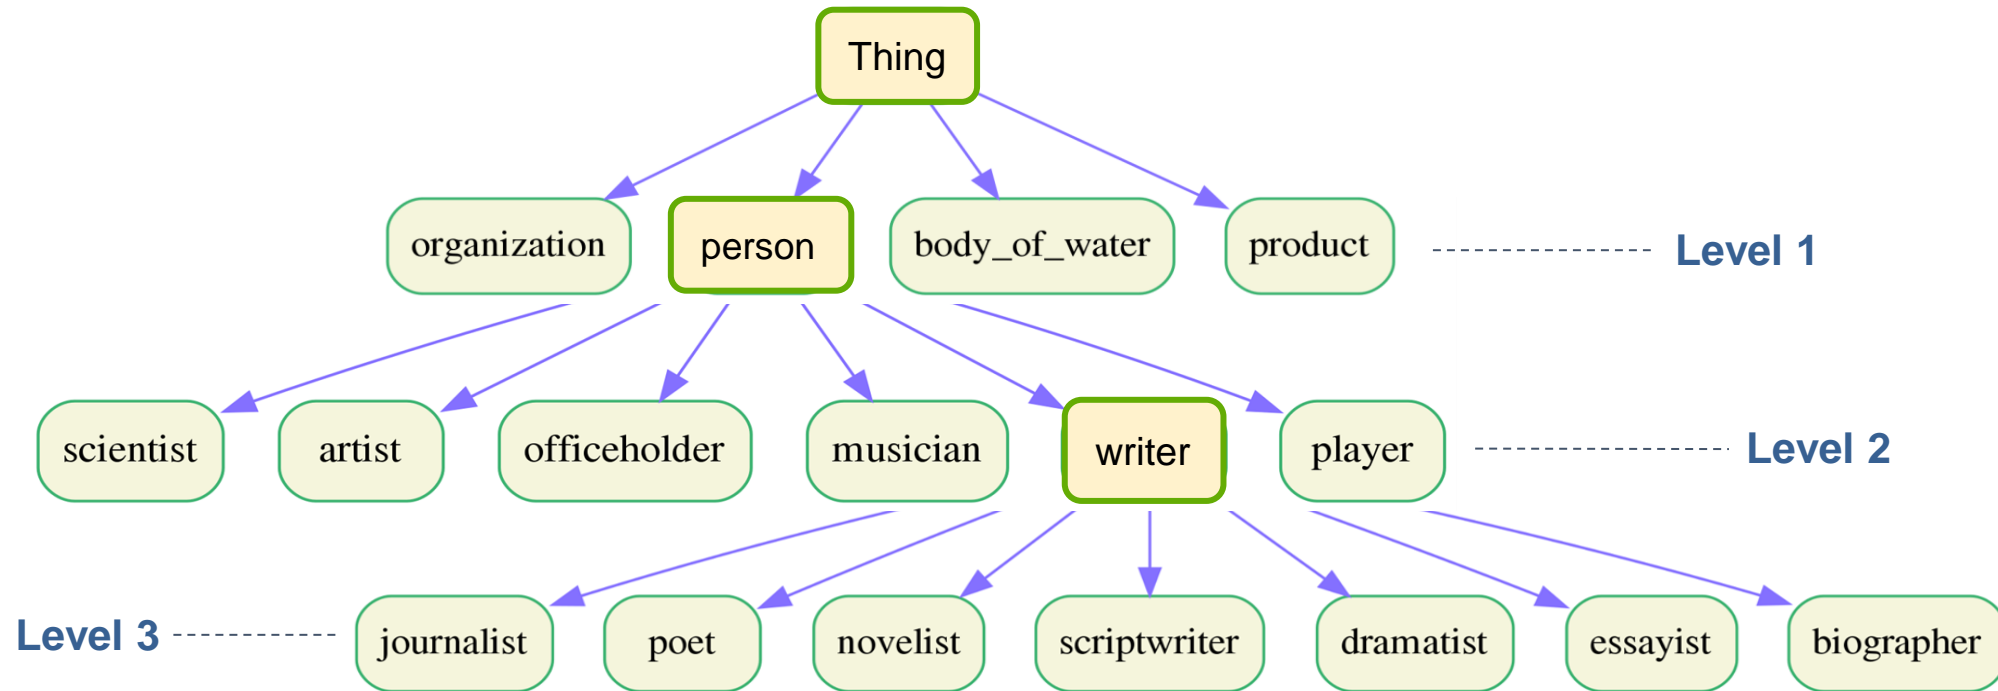 Thing
organization person body_of_water product Level 1
scientist artist officeholder musician writer player Level 2
Level 3 journalist poet novelist scriptwriter dramatist essayist biographer